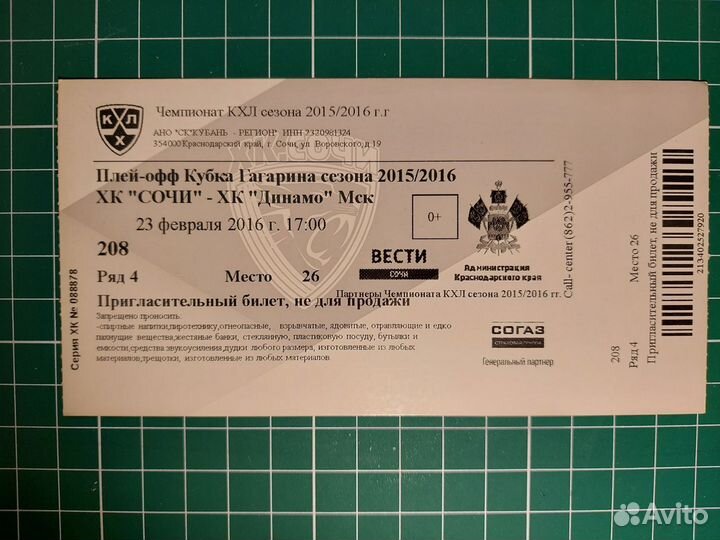 КХЛ
Чемпионат КХЛ сезона 2015/2016 г.г
АНО "СК"КУБАНЬ - РЕГИОН" ИНН 2320981324
354000Краснодарский край, г Сочи, ул Воровского,д 19
Плей-офф Кубка Гагарина сезона 2015/2016
ХК "СОЧИ" - ХК "Динамо" Мск
23 февраля 2016 г. 17:00
0+
208
ВЕСТИ
СОЧИ
Администрация
Краснодарского края
Ряд 4 Место 26
Партнеры Чемпионата КХЛ сезона 2015/2016 гг.
Пригласительный билет, не для продажи
Запрещено проносить:
-спиртные напитки,пиротехнику,огнеопасные, взрывчатые, ядовитые, отравляющие и едко
пахнущие вещества,жестяные банки, стеклянную, пластиковую посуду, бутылки и
емкости,средства звукоусиления,дудки любого размера, изготовленные из любых
материалов,трещотки, изготовленные из любых материалов.
СОГАЗ
СТРАХОВАЯ ГРУППА
Генеральный партнер
Серия ХК № 088878
Call- center(862)2-955-777
208
Ряд 4 Место 26
Пригласительный билет, не для продажи
213402527920
Avito